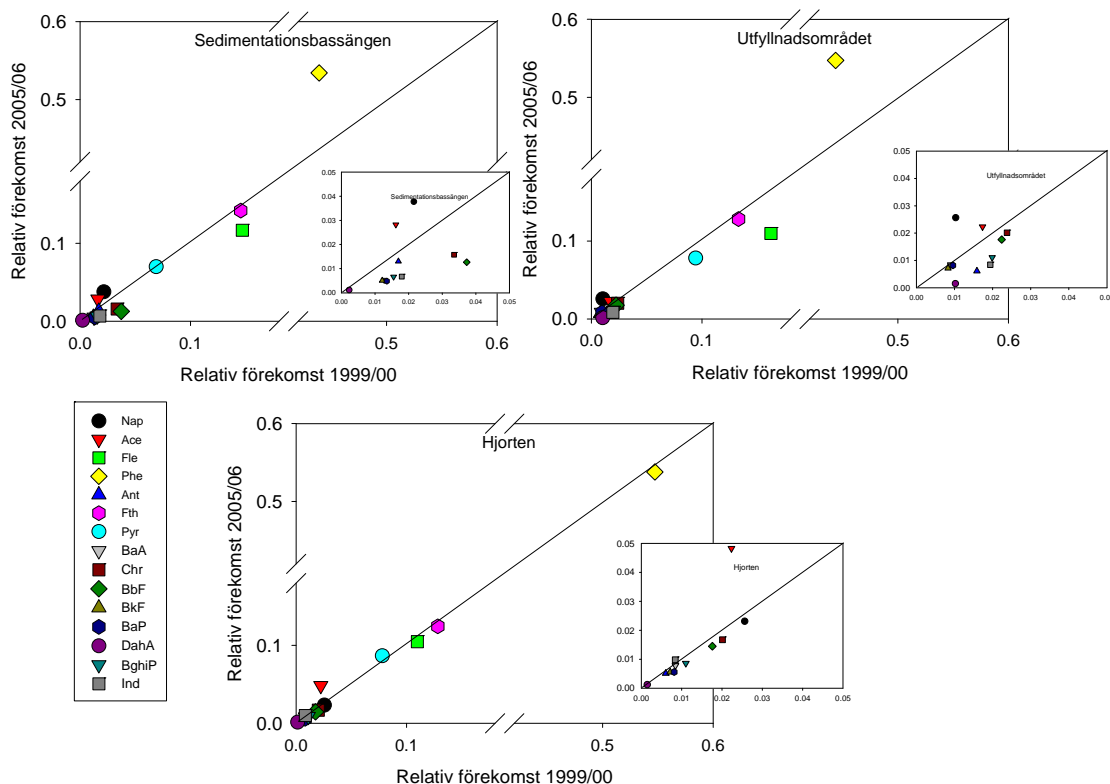 Sedimentationsbassängen
Relativ förekomst 2005/06
0.6
0.5
0.1
0.0
0.0 0.1 0.5 0.6
Relativ förekomst 1999/00
Sedimentationsbassängen
0.05
0.04
0.03
0.02
0.01
0.00
0.00 0.01 0.02 0.03 0.04 0.05
Utfyllnadsområdet
Relativ förekomst 2005/06
0.6
0.5
0.1
0.0
0.0 0.1 0.5 0.6
Relativ förekomst 1999/00
Utfyllnadsområdet
0.05
0.04
0.03
0.02
0.01
0.00
0.00 0.01 0.02 0.03 0.04 0.0
Nap
Ace
Fle
Phe
Ant
Fth
Pyr
BaA
Chr
BbF
BkF
BaP
DahA
BghiP
Ind
Hjorten
Relativ förekomst 2005/06
0.6
0.5
0.1
0.0
0.0 0.1 0.5 0.6
Relativ förekomst 1999/00
Hjorten
0.05
0.04
0.03
0.02
0.01
0.00
0.00 0.01 0.02 0.03 0.04 0.05